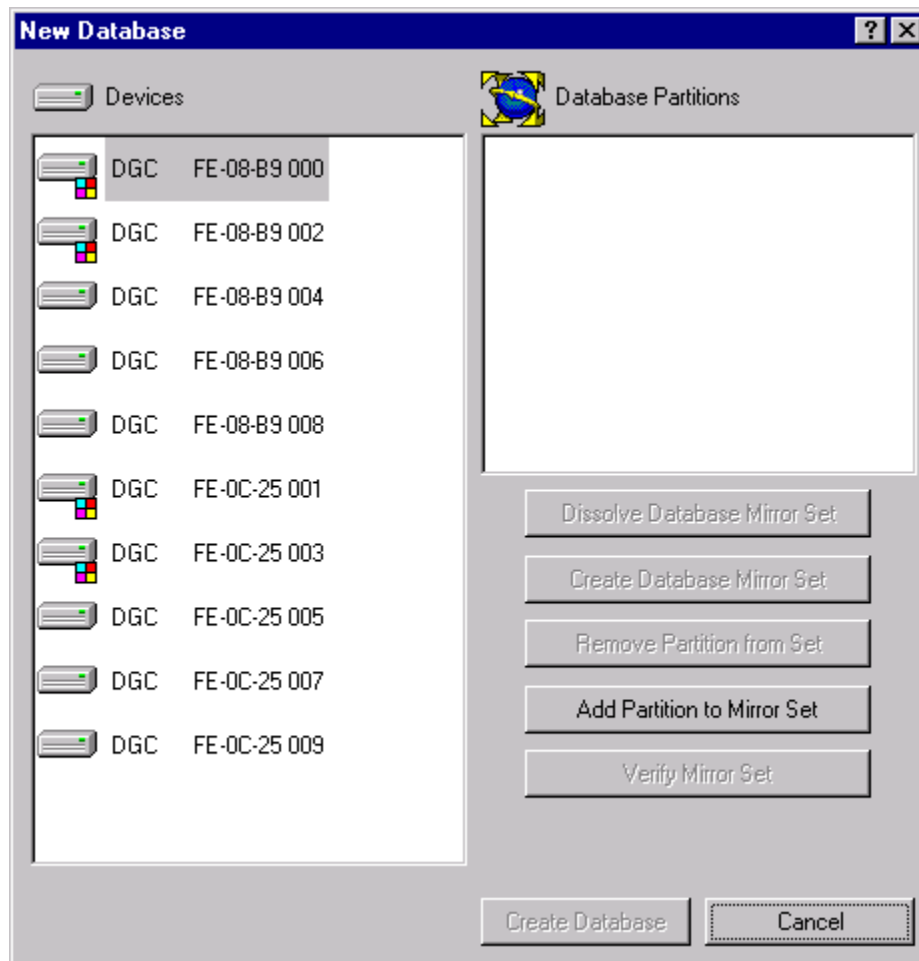 New Database
Devices
DGC FE-08-B9 000
DGC FE-08-B9 002
DGC FE-08-B9 004
DGC FE-08-B9 006
DGC FE-08-B9 008
DGC FE-0C-25 001
DGC FE-0C-25 003
DGC FE-0C-25 005
DGC FE-0C-25 007
DGC FE-0C-25 009
Database Partitions
Dissolve Database Mirror Set
Create Database Mirror Set
Remove Partition from Set
Add Partition to Mirror Set
Verify Mirror Set
Create Database
Cancel